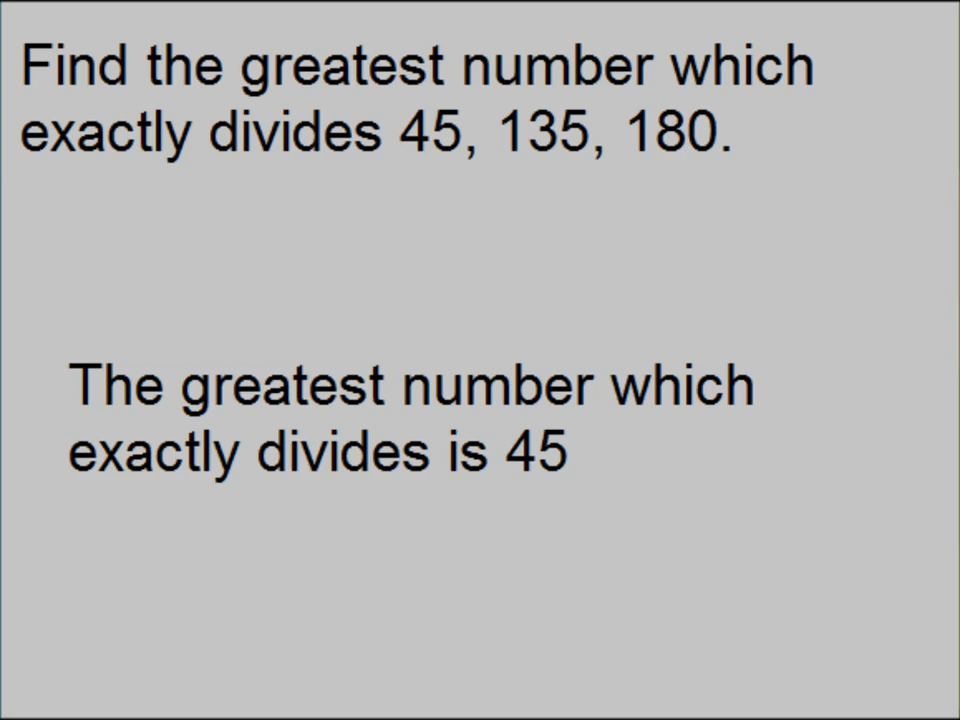 Find the greatest number which
exactly divides 45, 135, 180.
The greatest number which
exactly divides is 45